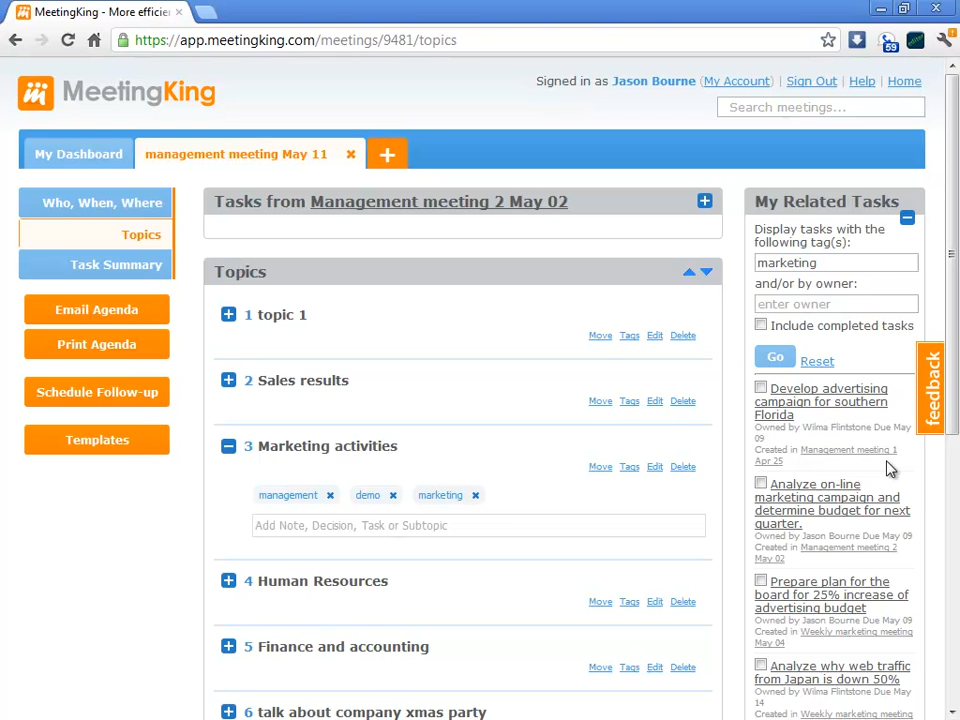 MeetingKing - More efficien
https://app.meetingking.com/meetings/9481/topics
59
MeetingKing
Signed in as Jason Bourne (My Account) Sign Out Help Home
Search meetings...
My Dashboard
management meeting May 11
Who, When, Where
Topics
Task Summary
Email Agenda
Print Agenda
Schedule Follow-up
Templates
Tasks from Management meeting 2 May 02
Topics
1 topic 1
Move Tags Edit Delete
2 Sales results
Move Tags Edit Delete
3 Marketing activities
Move Tags Edit Delete
management demo marketing
Add Note, Decision, Task or Subtopic
4 Human Resources
Move Tags Edit Delete
5 Finance and accounting
Move Tags Edit Delete
6 talk about company xmas party
My Related Tasks
Display tasks with the
following tag(s):
marketing
and/or by owner:
enter owner
Include completed tasks
Go Reset
Develop advertising
campaign for southern
Florida
Owned by Wilma Flintstone Due May
09
Created in Management meeting 1
Apr 25
Analyze on-line
marketing campaign and
determine budget for next
quarter.
Owned by Jason Bourne Due May 09
Created in Management meeting 2
May 02
Prepare plan for the
board for 25% increase of
advertising budget
Owned by Jason Bourne Due May 09
Created in Weekly marketing meeting
May 04
Analyze why web traffic
from Japan is down 50%
Owned by Wilma Flintstone Due May
14
Created in Weekly marketing meeting
feedback